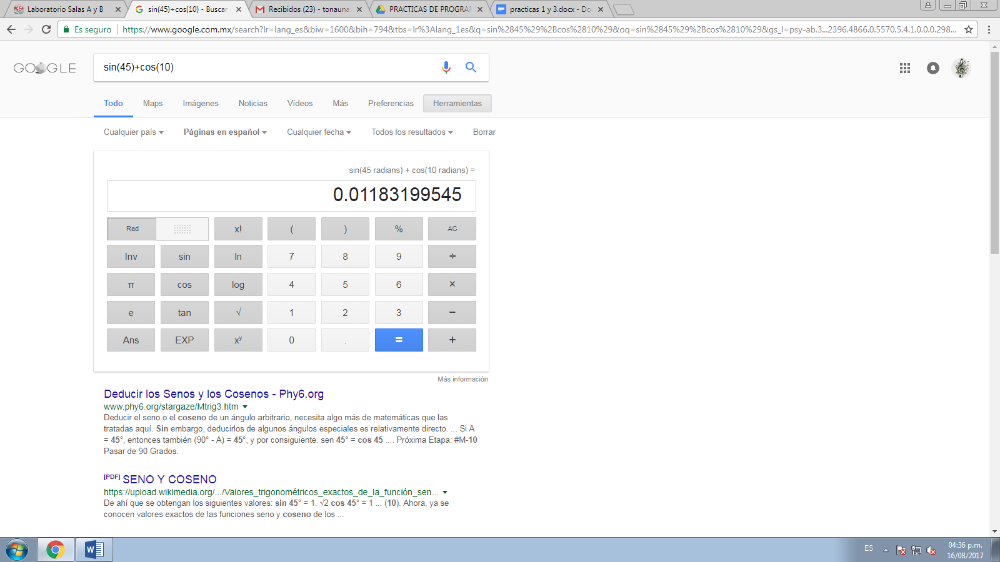 Laboratorio Salas A y B
sin(45)+cos(10) - Buscar
Recibidos (23) - tonauna
PRACTICAS DE PROGRA
practicas 1 y 3.docx - Do
Es seguro
https://www.google.com.mx/search?lr=lang_es&biw=1600&bih=794&tbs=lr%3Alang_1es&q=sin%2845%29%2Bcos%2810%29&oq=sin%2845%29%2Bcos%2810%29&gs_l=psy-ab.3...2396.4866.0.5570.5.4.1.0.0.0.298...
GOOGLE
sin(45)+cos(10)
Todo Maps Imágenes Noticias Vídeos Más Preferencias Herramientas
Cualquier país Páginas en español Cualquier fecha Todos los resultados Borrar
sin(45 radians) + cos(10 radians) =
0.01183199545
Rad x! ( ) % AC
Inv sin ln 7 8 9 ÷
π cos log 4 5 6 ×
e tan √ 1 2 3 −
Ans EXP xʸ 0 . = +
Más información
Deducir los Senos y los Cosenos - Phy6.org
www.phy6.org/stargaze/Mtrig3.htm
Deducir el seno o el coseno de un ángulo arbitrario, necesita algo más de matemáticas que las
tratadas aquí. Sin embargo, deducirlos de algunos ángulos especiales es relativamente directo. ... Si A
= 45°, entonces también (90° - A) = 45°, y por consiguiente. sen 45° = cos 45 .... Próxima Etapa: #M-10
Pasar de 90 Grados.
[PDF] SENO Y COSENO
https://upload.wikimedia.org/.../Valores_trigonométricos_exactos_de_la_función_sen...
De ahí que se obtengan los siguientes valores: sin 45° = 1. √2 cos 45° = 1 ... (10). Ahora, ya se
conocen valores exactos de las funciones seno y coseno de los ...
ES
04:36 p.m.
16/08/2017